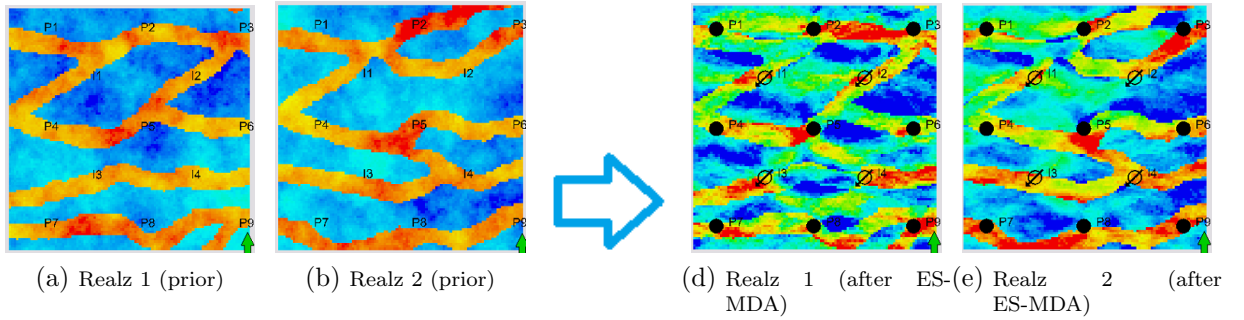 P1 P2 P3
I1 I2
P4 P5 P6
I3 I4
P7 P8 P9
(a) Realz 1 (prior)
P1 P2 P3
I1 I2
P4 P5 P6
I3 I4
P7 P8 P9
(b) Realz 2 (prior)
P1 P2 P3
I1 I2
P4 P5 P6
I3 I4
P7 P8 P9
(d) Realz 1 (after ES-
MDA)
P1 P2 P3
I1 I2
P4 P5 P6
I3 I4
P7 P8 P9
(e) Realz 2 (after
ES-MDA)